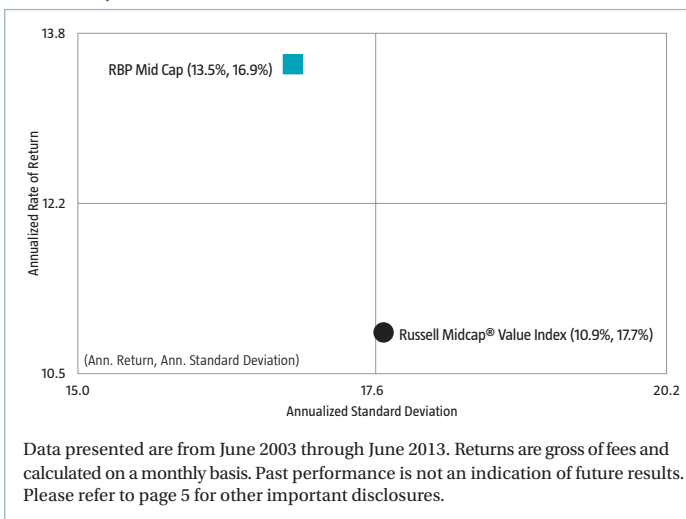 13.8
RBP Mid Cap (13.5%, 16.9%)
Annualized Rate of Return
12.2
Russell Midcap® Value Index (10.9%, 17.7%)
(Ann. Return, Ann. Standard Deviation)
10.5
15.0 17.6 20.2
Annualized Standard Deviation
Data presented are from June 2003 through June 2013. Returns are gross of fees and
calculated on a monthly basis. Past performance is not an indication of future results.
Please refer to page 5 for other important disclosures.